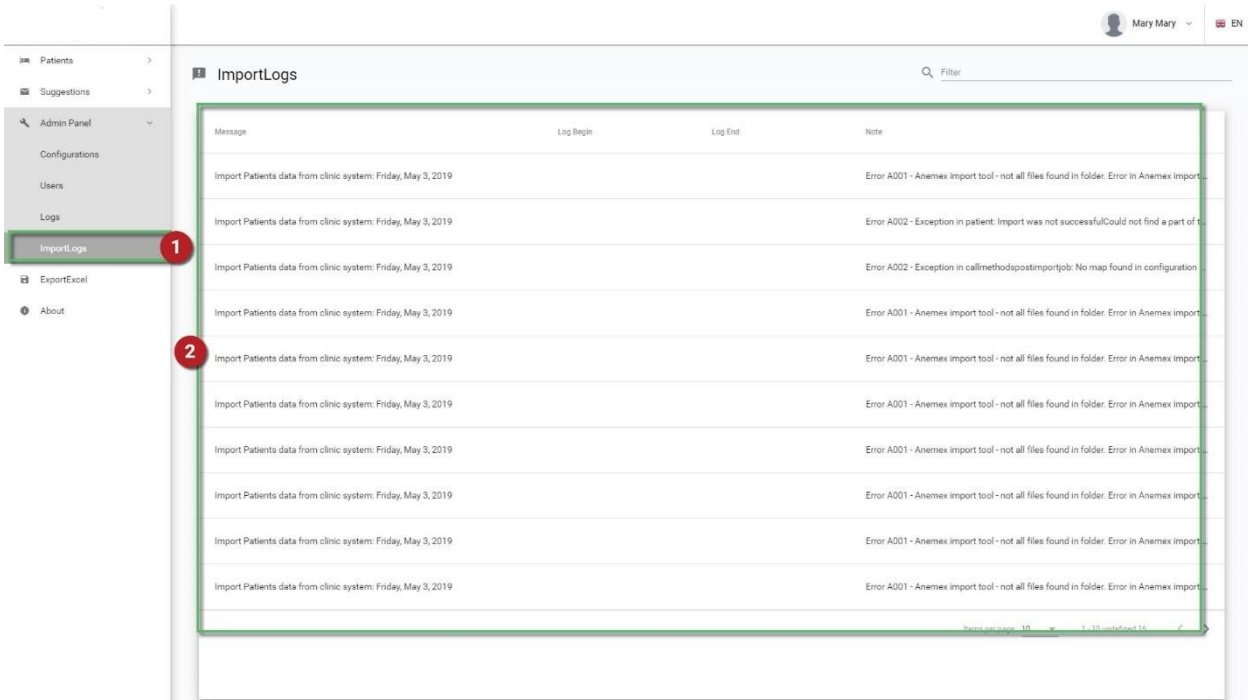 Mary Mary
EN
Patients
Suggestions
Admin Panel
Configurations
Users
Logs
ImportLogs
ExportExcel
About
ImportLogs
Filter
1
2
Message Log Begin Log End Note
Import Patients data from clinic system: Friday, May 3, 2019 Error A001 - Anemex import tool - not all files found in folder. Error in Anemex import ...
Import Patients data from clinic system: Friday, May 3, 2019 Error A002 - Exception in patient: Import was not successfulCould not find a part of t...
Import Patients data from clinic system: Friday, May 3, 2019 Error A002 - Exception in callmethodspostimportjob: No map found in configuration ...
Import Patients data from clinic system: Friday, May 3, 2019 Error A001 - Anemex import tool - not all files found in folder. Error in Anemex import ...
Import Patients data from clinic system: Friday, May 3, 2019 Error A001 - Anemex import tool - not all files found in folder. Error in Anemex import ...
Import Patients data from clinic system: Friday, May 3, 2019 Error A001 - Anemex import tool - not all files found in folder. Error in Anemex import ...
Import Patients data from clinic system: Friday, May 3, 2019 Error A001 - Anemex import tool - not all files found in folder. Error in Anemex import ...
Import Patients data from clinic system: Friday, May 3, 2019 Error A001 - Anemex import tool - not all files found in folder. Error in Anemex import ...
Import Patients data from clinic system: Friday, May 3, 2019 Error A001 - Anemex import tool - not all files found in folder. Error in Anemex import ...
Import Patients data from clinic system: Friday, May 3, 2019 Error A001 - Anemex import tool - not all files found in folder. Error in Anemex import ...
Items per page: 10 1 - 10 undefined 16